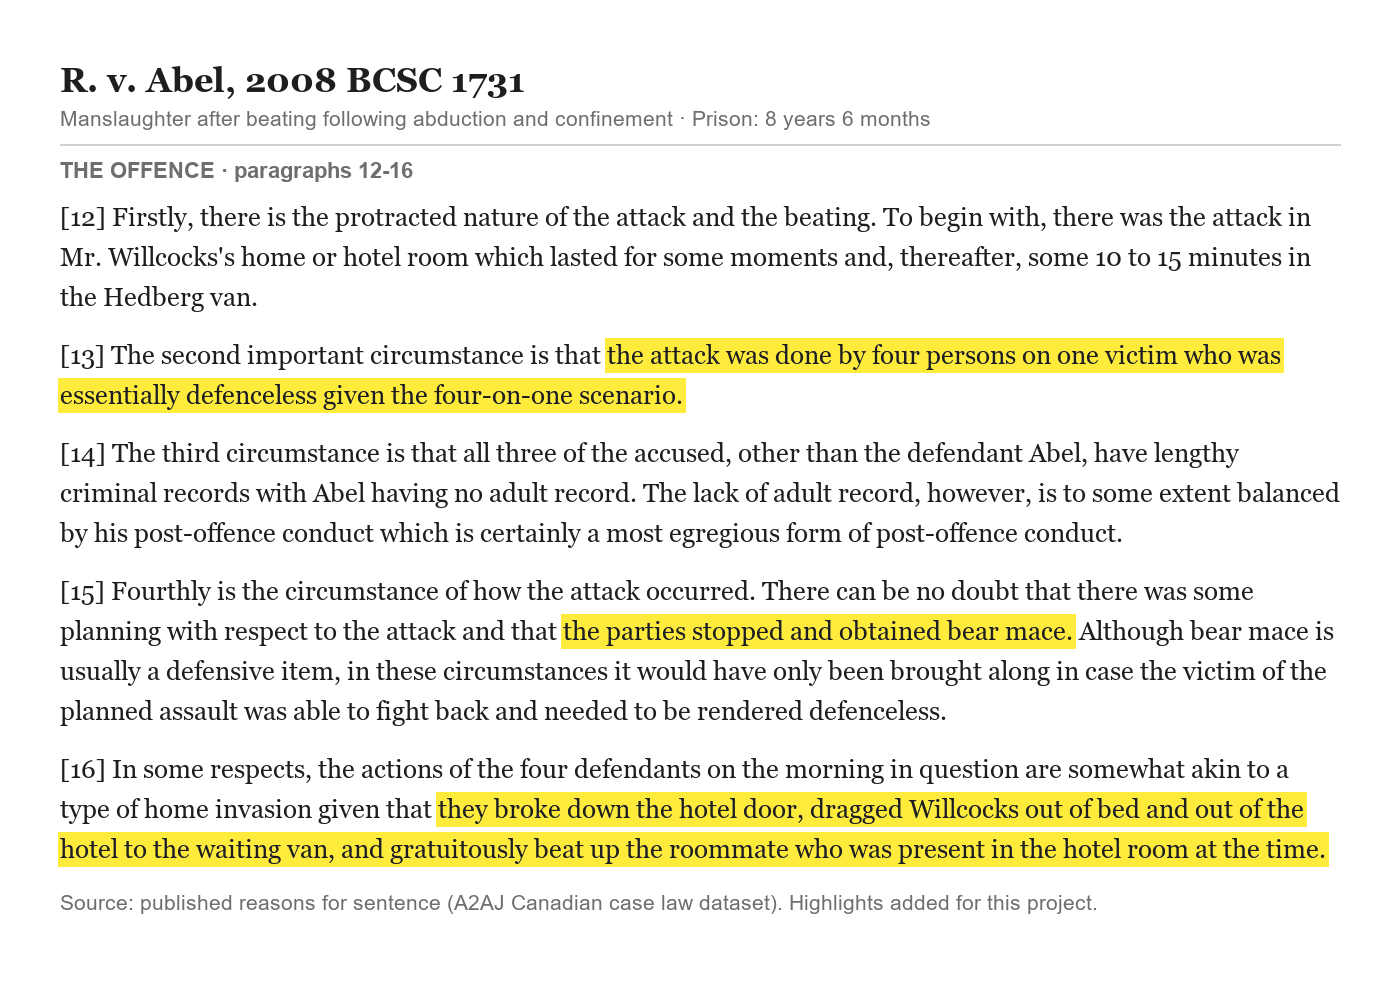 R. v. Abel, 2008 BCSC 1731
Manslaughter after beating following abduction and confinement · Prison: 8 years 6 months
THE OFFENCE · paragraphs 12-16
[12] Firstly, there is the protracted nature of the attack and the beating. To begin with, there was the attack in
Mr. Willcocks's home or hotel room which lasted for some moments and, thereafter, some 10 to 15 minutes in
the Hedberg van.
[13] The second important circumstance is that the attack was done by four persons on one victim who was
essentially defenceless given the four-on-one scenario.
[14] The third circumstance is that all three of the accused, other than the defendant Abel, have lengthy
criminal records with Abel having no adult record. The lack of adult record, however, is to some extent balanced
by his post-offence conduct which is certainly a most egregious form of post-offence conduct.
[15] Fourthly is the circumstance of how the attack occurred. There can be no doubt that there was some
planning with respect to the attack and that the parties stopped and obtained bear mace. Although bear mace is
usually a defensive item, in these circumstances it would have only been brought along in case the victim of the
planned assault was able to fight back and needed to be rendered defenceless.
[16] In some respects, the actions of the four defendants on the morning in question are somewhat akin to a
type of home invasion given that they broke down the hotel door, dragged Willcocks out of bed and out of the
hotel to the waiting van, and gratuitously beat up the roommate who was present in the hotel room at the time.
Source: published reasons for sentence (A2AJ Canadian case law dataset). Highlights added for this project.